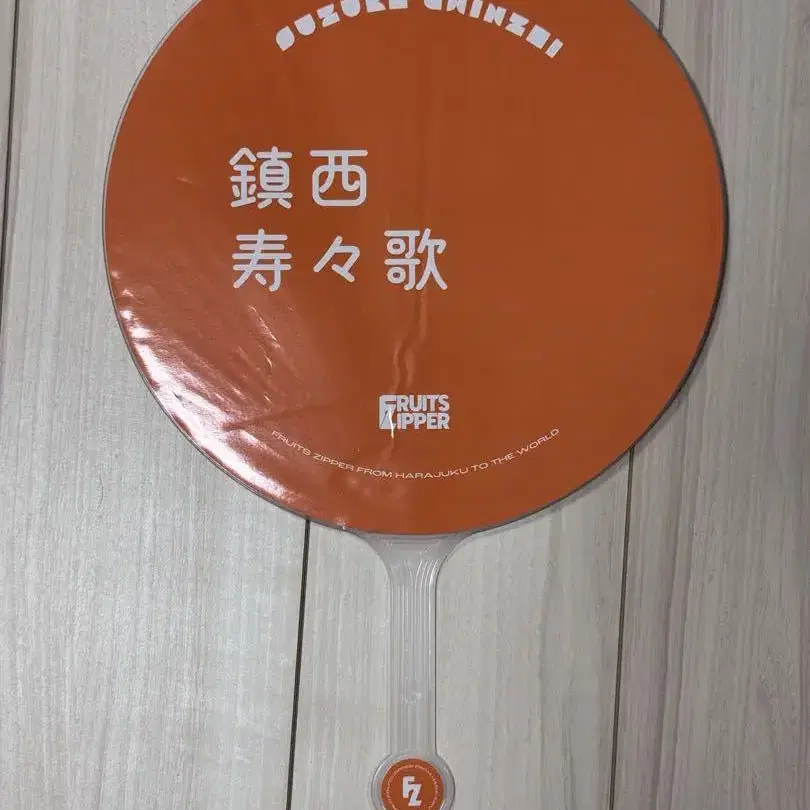 SUZUKA CHINZEI
鎮西
寿々歌
FRUITS
ZIPPER
FRUITS ZIPPER FROM HARAJUKU TO THE WORLD
FZ